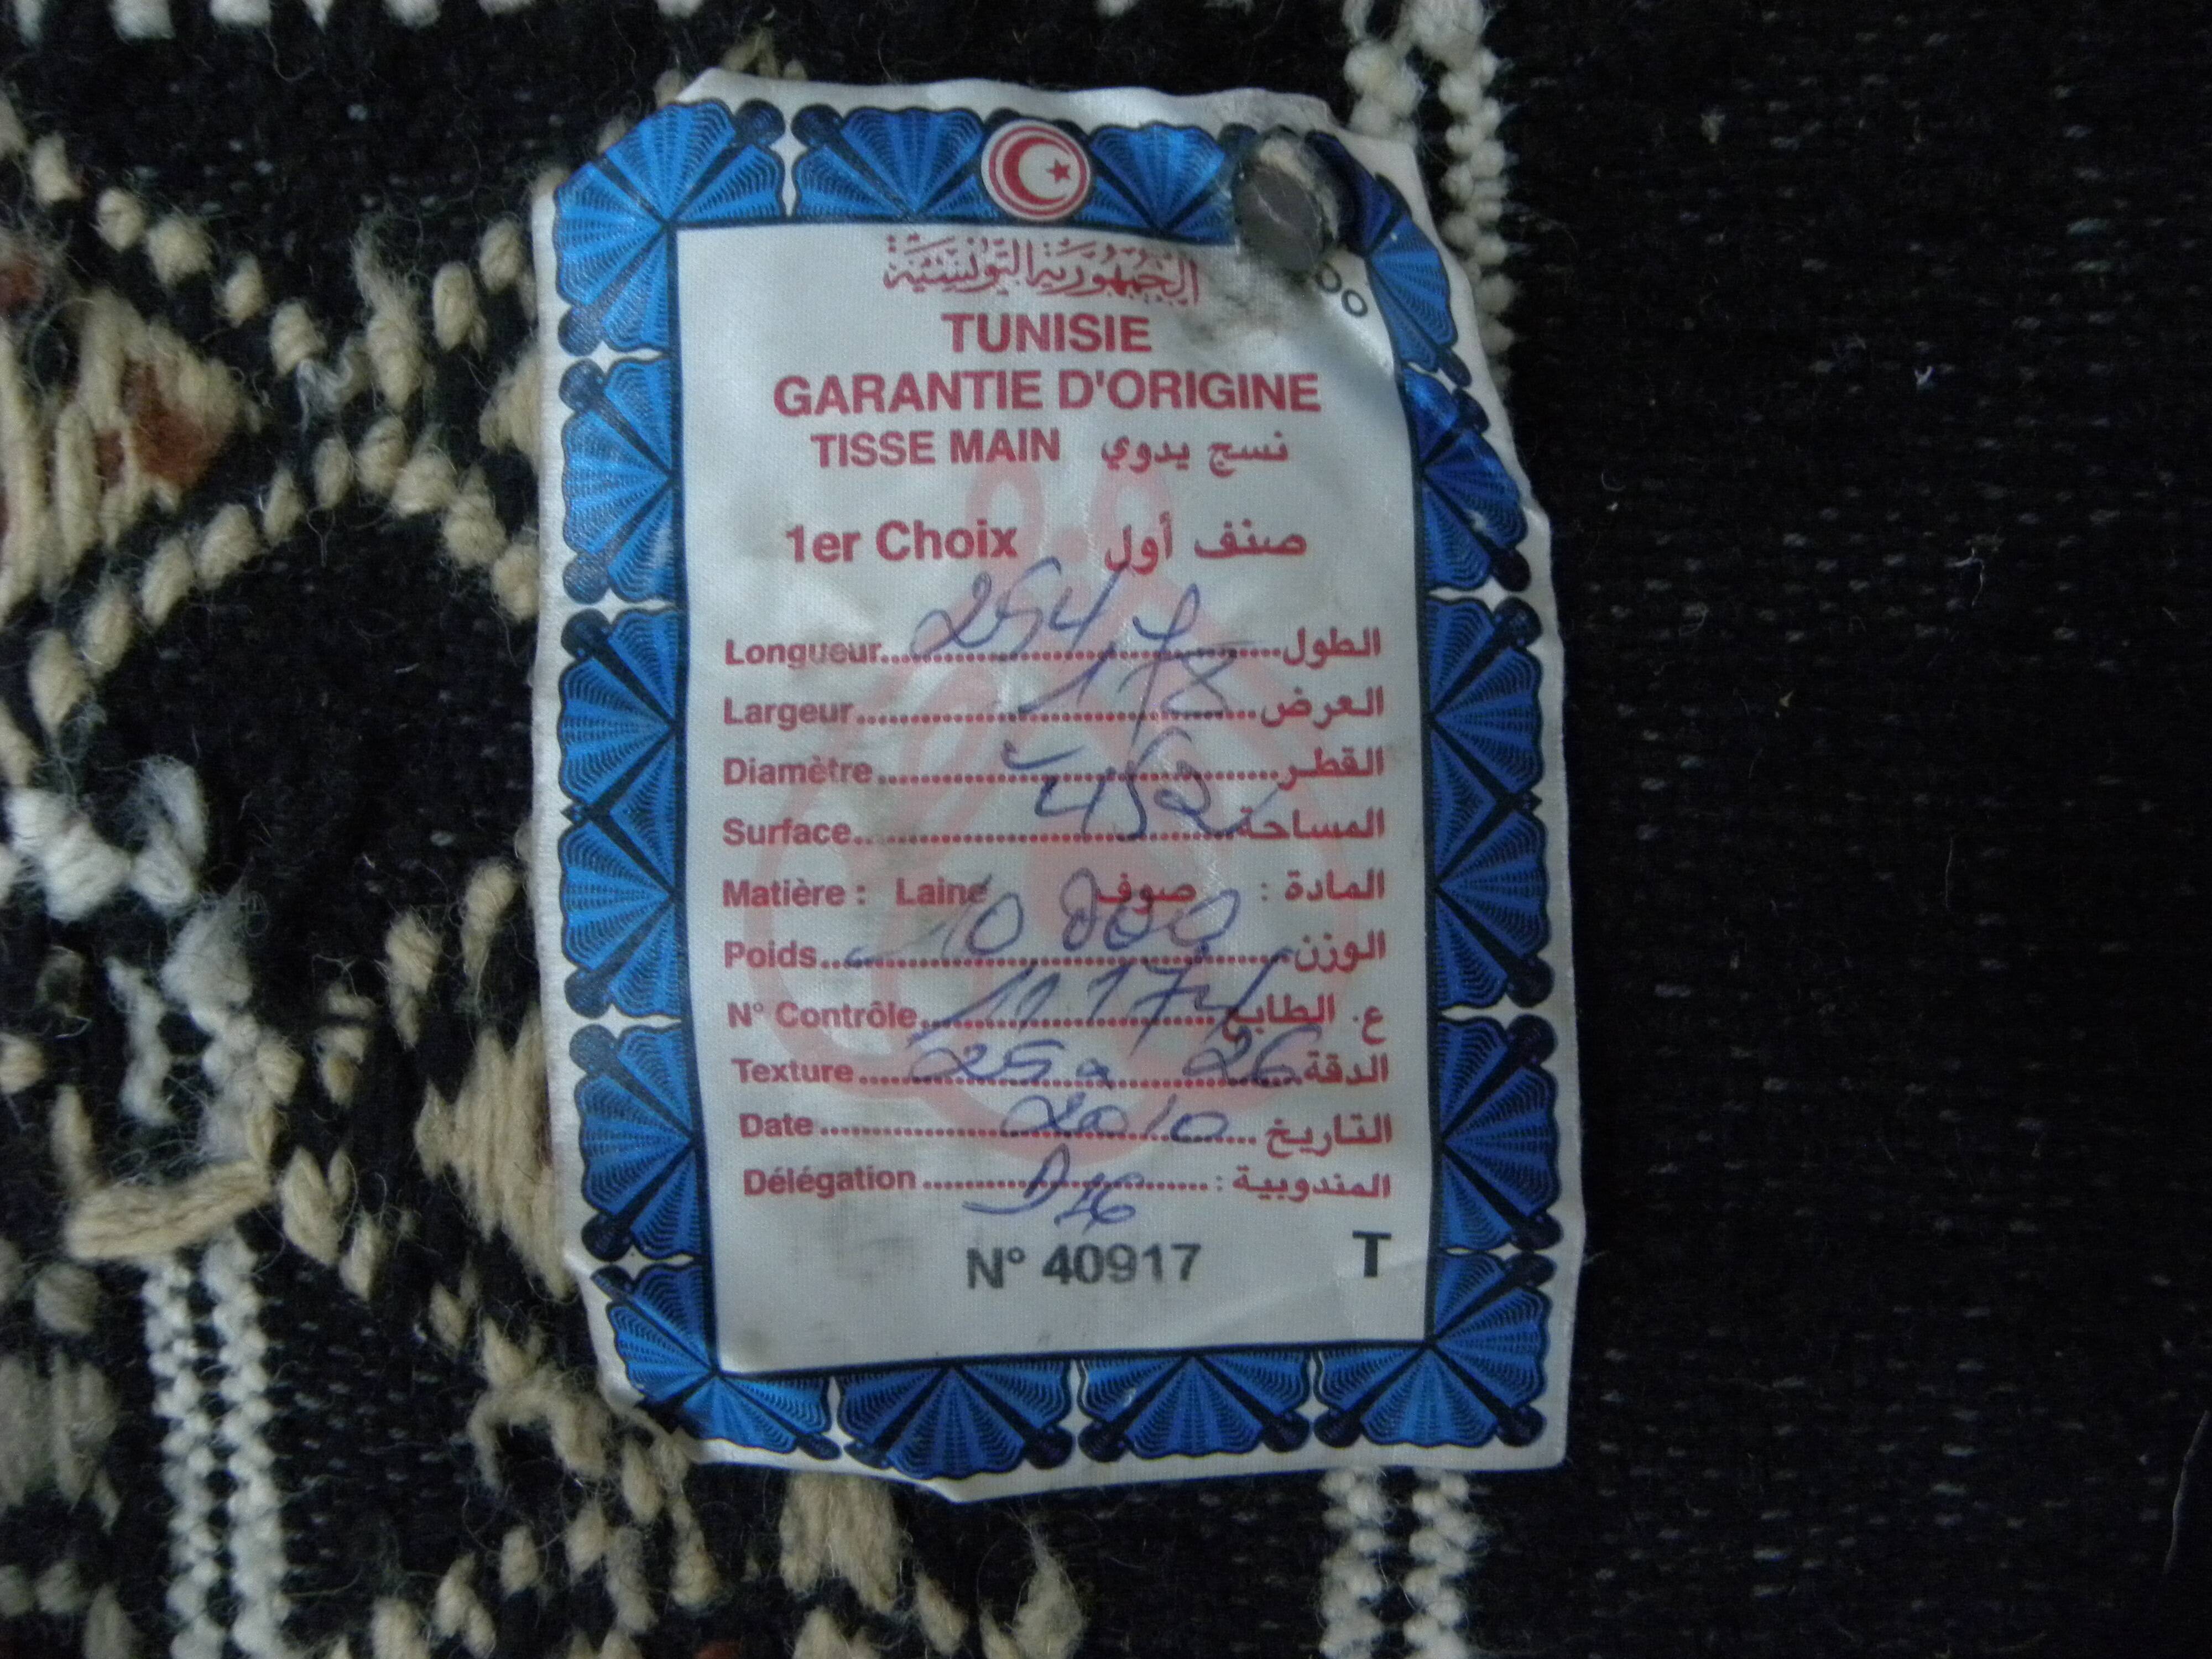 الجمهورية التونسية
TUNISIE
GARANTIE D'ORIGINE
TISSE MAIN نسج يدوي
1er Choix صنف أول
Longueur 254 الطول
Largeur 178 العرض
Diamètre القطر
Surface 452 المساحة
Matière : Laine صوف : المادة
Poids 10 000 الوزن
N° Contrôle 11174 ع. الطابع
Texture 25 a 26 الدقة
Date 2010 التاريخ
Délégation المندوبية :
N° 40917 T